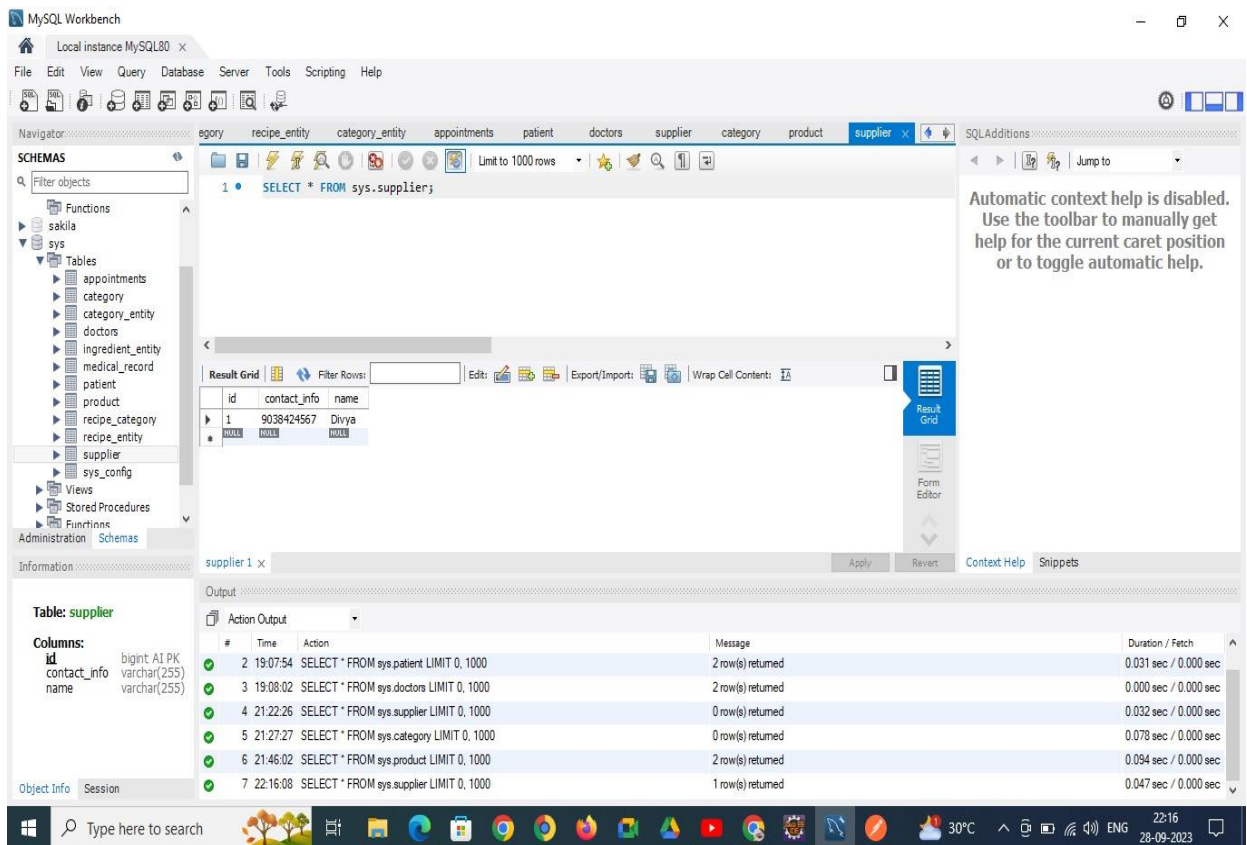 MySQL Workbench
Local instance MySQL80
File Edit View Query Database Server Tools Scripting Help
Navigator
SCHEMAS
Filter objects
Functions
sakila
sys
Tables
appointments
category
category_entity
doctors
ingredient_entity
medical_record
patient
product
recipe_category
recipe_entity
supplier
sys_config
Views
Stored Procedures
Functions
Administration Schemas
Information
Table: supplier
Columns:
id bigint AI PK
contact_info varchar(255)
name varchar(255)
Object Info Session
egory recipe_entity category_entity appointments patient doctors supplier category product supplier
Limit to 1000 rows
1 SELECT * FROM sys.supplier;
Result Grid Filter Rows: Edit: Export/Import: Wrap Cell Content:
id contact_info name
1 9038424567 Divya
NULL NULL NULL
Result Grid
Form Editor
supplier 1 Apply Revert
SQLAdditions
Jump to
Automatic context help is disabled.
Use the toolbar to manually get
help for the current caret position
or to toggle automatic help.
Context Help Snippets
Output
Action Output
# Time Action Message Duration / Fetch
2 19:07:54 SELECT * FROM sys.patient LIMIT 0, 1000 2 row(s) returned 0.031 sec / 0.000 sec
3 19:08:02 SELECT * FROM sys.doctors LIMIT 0, 1000 2 row(s) returned 0.000 sec / 0.000 sec
4 21:22:26 SELECT * FROM sys.supplier LIMIT 0, 1000 0 row(s) returned 0.032 sec / 0.000 sec
5 21:27:27 SELECT * FROM sys.category LIMIT 0, 1000 0 row(s) returned 0.078 sec / 0.000 sec
6 21:46:02 SELECT * FROM sys.product LIMIT 0, 1000 2 row(s) returned 0.094 sec / 0.000 sec
7 22:16:08 SELECT * FROM sys.supplier LIMIT 0, 1000 1 row(s) returned 0.047 sec / 0.000 sec
Type here to search
30°C ENG 22:16
28-09-2023